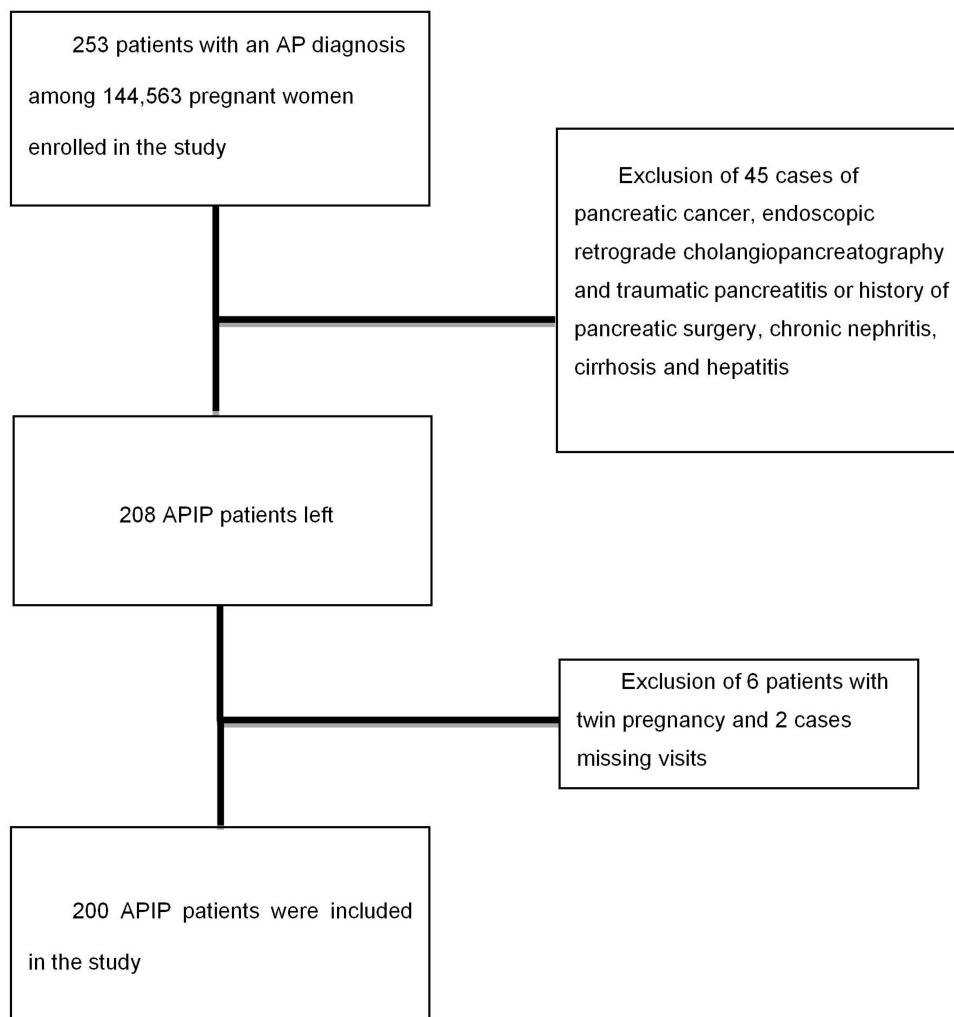 253 patients with an AP diagnosis
among 144,563 pregnant women
enrolled in the study
Exclusion of 45 cases of
pancreatic cancer, endoscopic
retrograde cholangiopancreatography
and traumatic pancreatitis or history of
pancreatic surgery, chronic nephritis,
cirrhosis and hepatitis
208 APIP patients left
Exclusion of 6 patients with
twin pregnancy and 2 cases
missing visits
200 APIP patients were included
in the study